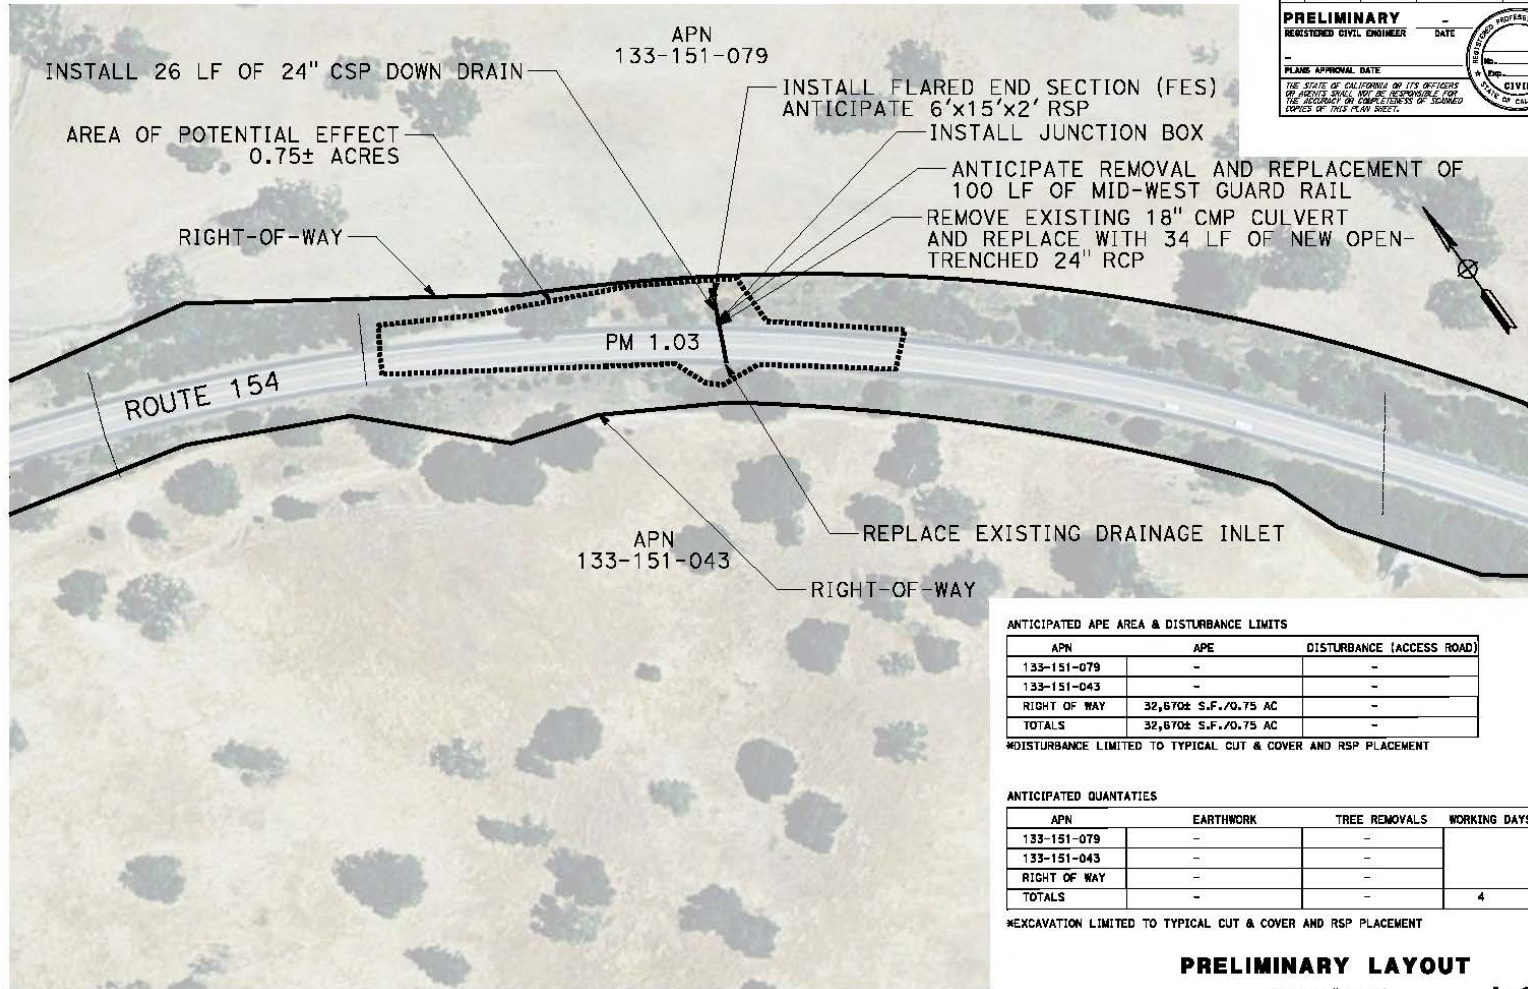 PRELIMINARY -
REGISTERED CIVIL ENGINEER DATE
-
PLANS APPROVAL DATE
THE STATE OF CALIFORNIA OR ITS OFFICERS
OR AGENTS SHALL NOT BE RESPONSIBLE FOR
THE ACCURACY OR COMPLETENESS OF SCANNED
COPIES OF THIS PLAN SHEET.
REGISTERED
No.
Exp.
CIVIL
APN
133-151-079
INSTALL 26 LF OF 24" CSP DOWN DRAIN
INSTALL FLARED END SECTION (FES)
ANTICIPATE 6'x15'x2' RSP
AREA OF POTENTIAL EFFECT
0.75± ACRES
INSTALL JUNCTION BOX
ANTICIPATE REMOVAL AND REPLACEMENT OF
100 LF OF MID-WEST GUARD RAIL
RIGHT-OF-WAY
REMOVE EXISTING 18" CMP CULVERT
AND REPLACE WITH 34 LF OF NEW OPEN-
TRENCHED 24" RCP
PM 1.03
ROUTE 154
APN
133-151-043
REPLACE EXISTING DRAINAGE INLET
RIGHT-OF-WAY
ANTICIPATED APE AREA & DISTURBANCE LIMITS
APN APE DISTURBANCE (ACCESS ROAD)
133-151-079 - -
133-151-043 - -
RIGHT OF WAY 32,670± S.F./0.75 AC -
TOTALS 32,670± S.F./0.75 AC -
*DISTURBANCE LIMITED TO TYPICAL CUT & COVER AND RSP PLACEMENT
ANTICIPATED QUANTATIES
APN EARTHWORK TREE REMOVALS WORKING DAYS
133-151-079 - -
133-151-043 - -
RIGHT OF WAY - -
TOTALS - - 4
*EXCAVATION LIMITED TO TYPICAL CUT & COVER AND RSP PLACEMENT
PRELIMINARY LAYOUT